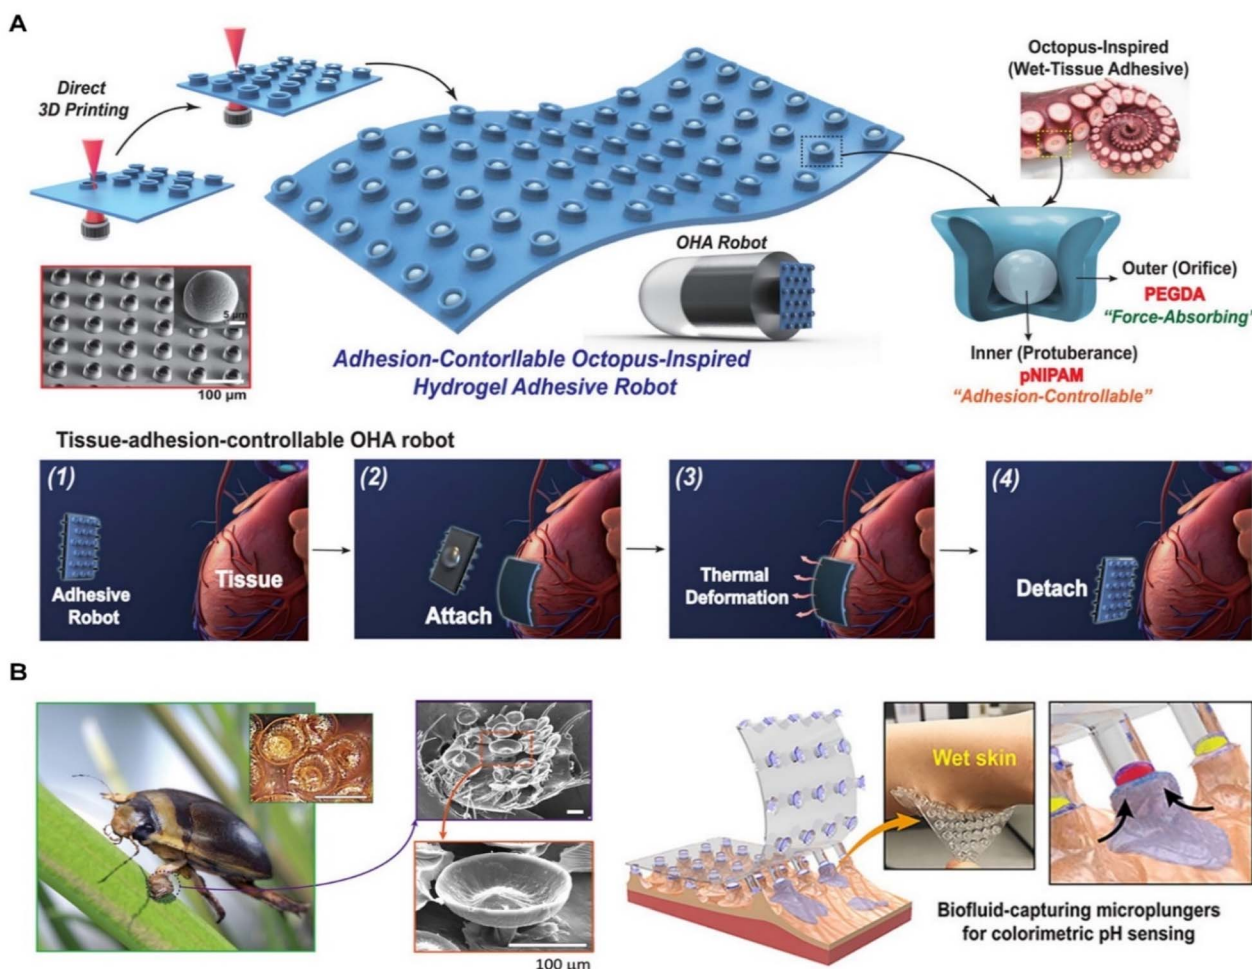 A
Direct
3D Printing
Octopus-Inspired
(Wet-Tissue Adhesive)
OHA Robot
Outer (Orifice)
PEGDA
“Force-Absorbing”
5 μm
100 μm
Adhesion-Contorllable Octopus-Inspired
Hydrogel Adhesive Robot
Inner (Protuberance)
pNIPAM
“Adhesion-Controllable”
Tissue-adhesion-controllable OHA robot
(1)
Adhesive
Robot
Tissue
(2)
Attach
(3)
Thermal
Deformation
(4)
Detach
B
Wet skin
100 μm
Biofluid-capturing microplungers
for colorimetric pH sensing